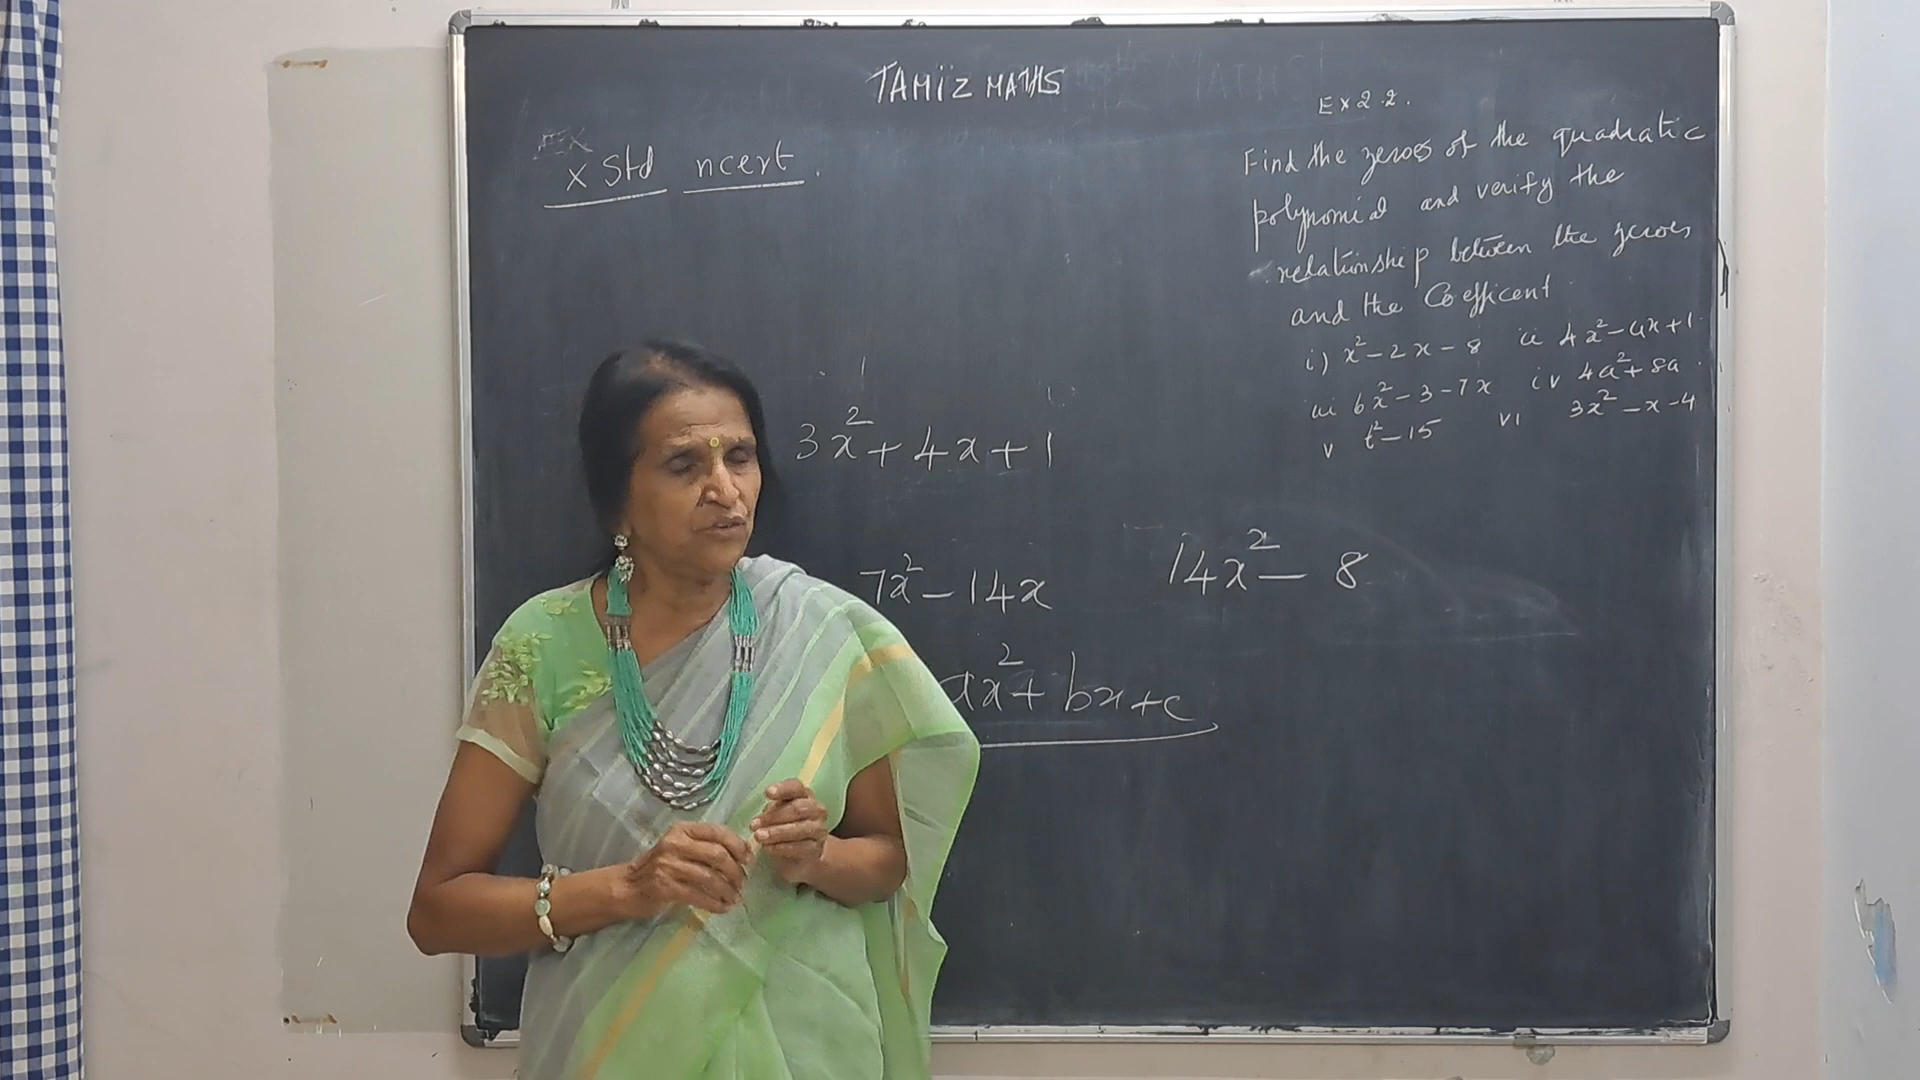 TAMIZ MATHS
X Std ncert.
Ex 2.2.
Find the zeroes of the quadratic
polynomial and verify the
relationship between the zeroes
and the Coefficent
i) x² - 2x - 8 ii 4x² - 4x + 1
iii 6x² - 3 - 7x iv 4u² + 8u
v t² - 15 vi 3x² - x - 4
3x² + 4x + 1
7x² - 14x 14x² - 8
ax² + bx + c